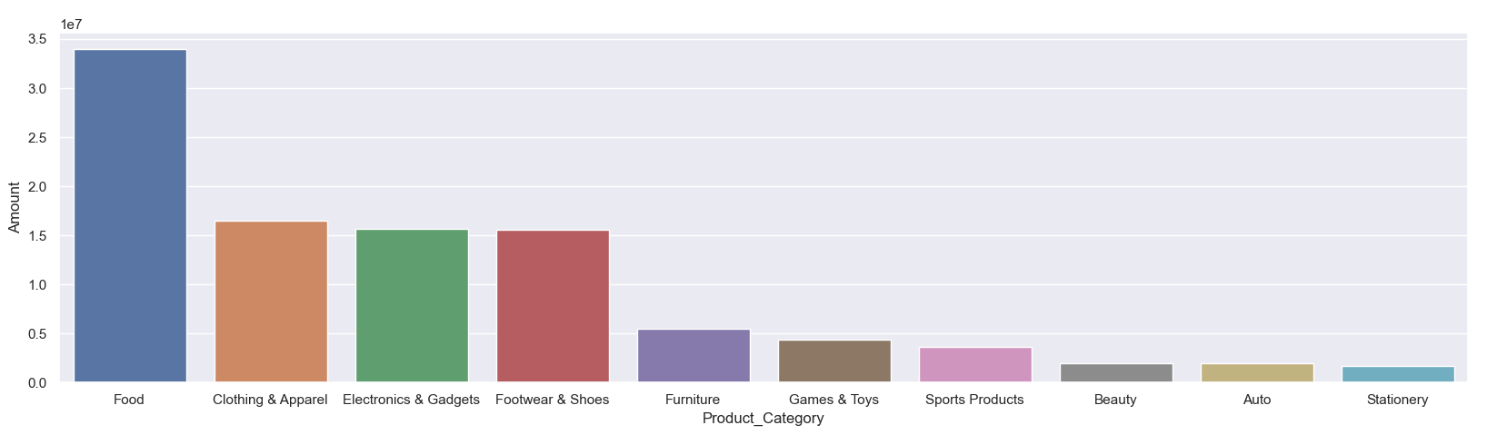 1e7
3.5
3.0
2.5
2.0
1.5
1.0
0.5
0.0
Amount
Food Clothing & Apparel Electronics & Gadgets Footwear & Shoes Furniture Games & Toys Sports Products Beauty Auto Stationery
Product_Category